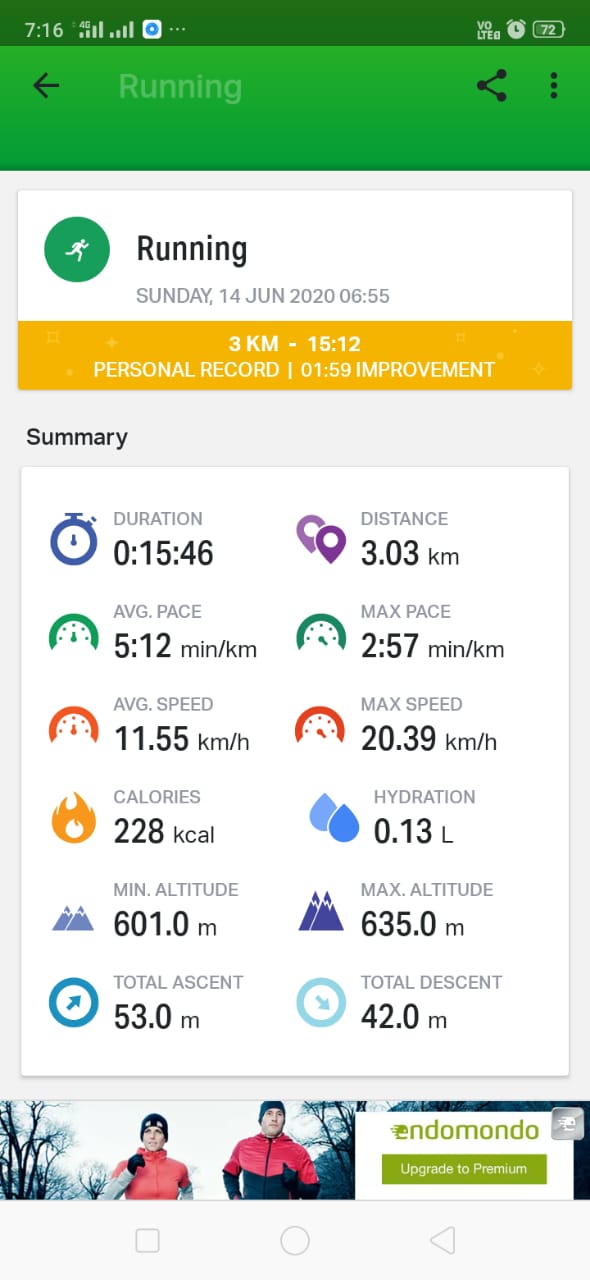 7:16 4G VO LTE 72
Running
Running
SUNDAY, 14 JUN 2020 06:55
3 KM - 15:12
PERSONAL RECORD | 01:59 IMPROVEMENT
Summary
DURATION DISTANCE
0:15:46 3.03 km
AVG. PACE MAX PACE
5:12 min/km 2:57 min/km
AVG. SPEED MAX SPEED
11.55 km/h 20.39 km/h
CALORIES HYDRATION
228 kcal 0.13 L
MIN. ALTITUDE MAX. ALTITUDE
601.0 m 635.0 m
TOTAL ASCENT TOTAL DESCENT
53.0 m 42.0 m
endomondo
Upgrade to Premium